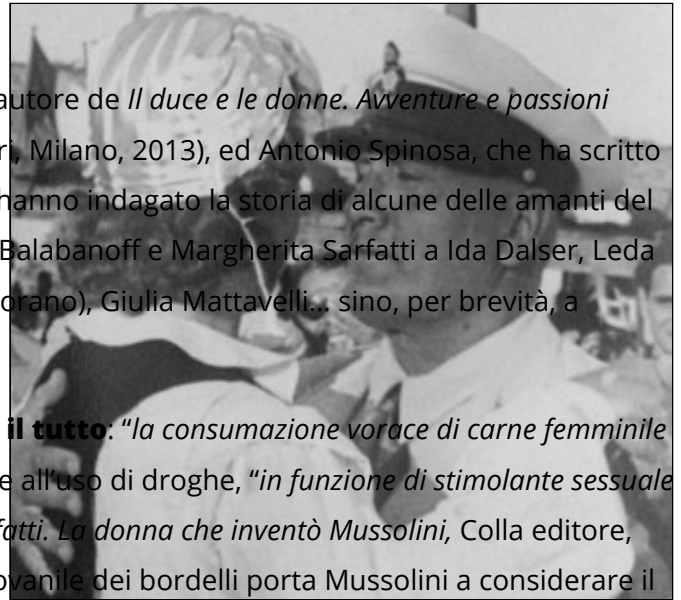 autore de Il duce e le donne. Avventure e passioni
Milano, 2013), ed Antonio Spinosa, che ha scritto
hanno indagato la storia di alcune delle amanti del
Balabanoff e Margherita Sarfatti a Ida Dalser, Leda
orano), Giulia Mattavelli... sino, per brevità, a
il tutto: “la consumazione vorace di carne femminile
e all’uso di droghe, “in funzione di stimolante sessuale
fatti. La donna che inventò Mussolini, Colla editore,
ovanile dei bordelli porta Mussolini a considerare il